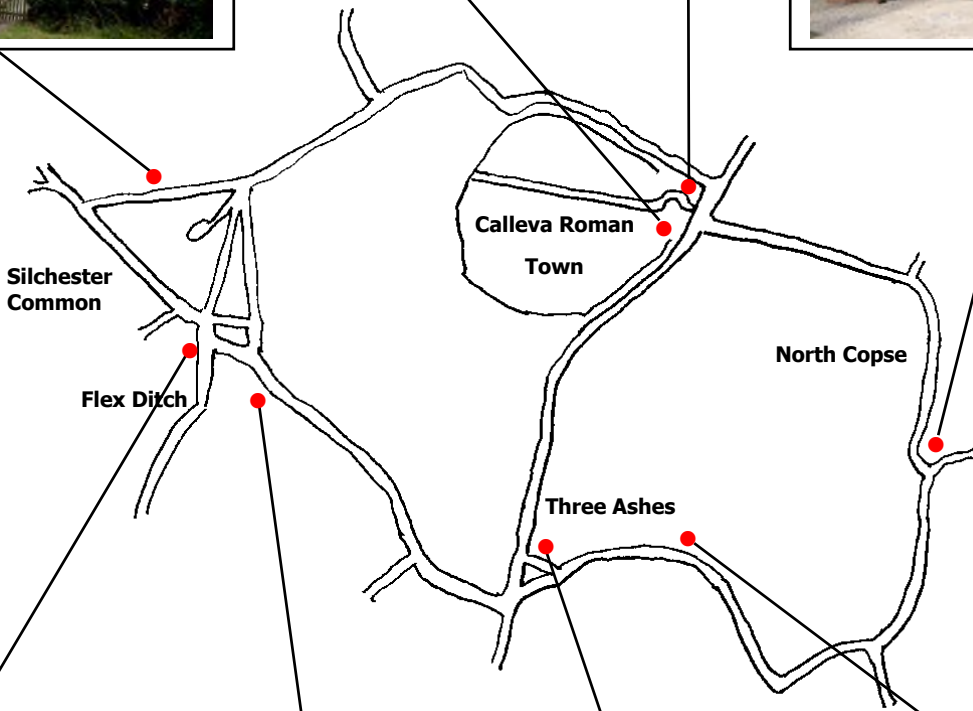 Calleva Roman
Town
Silchester
Common
North Copse
Flex Ditch
Three Ashes